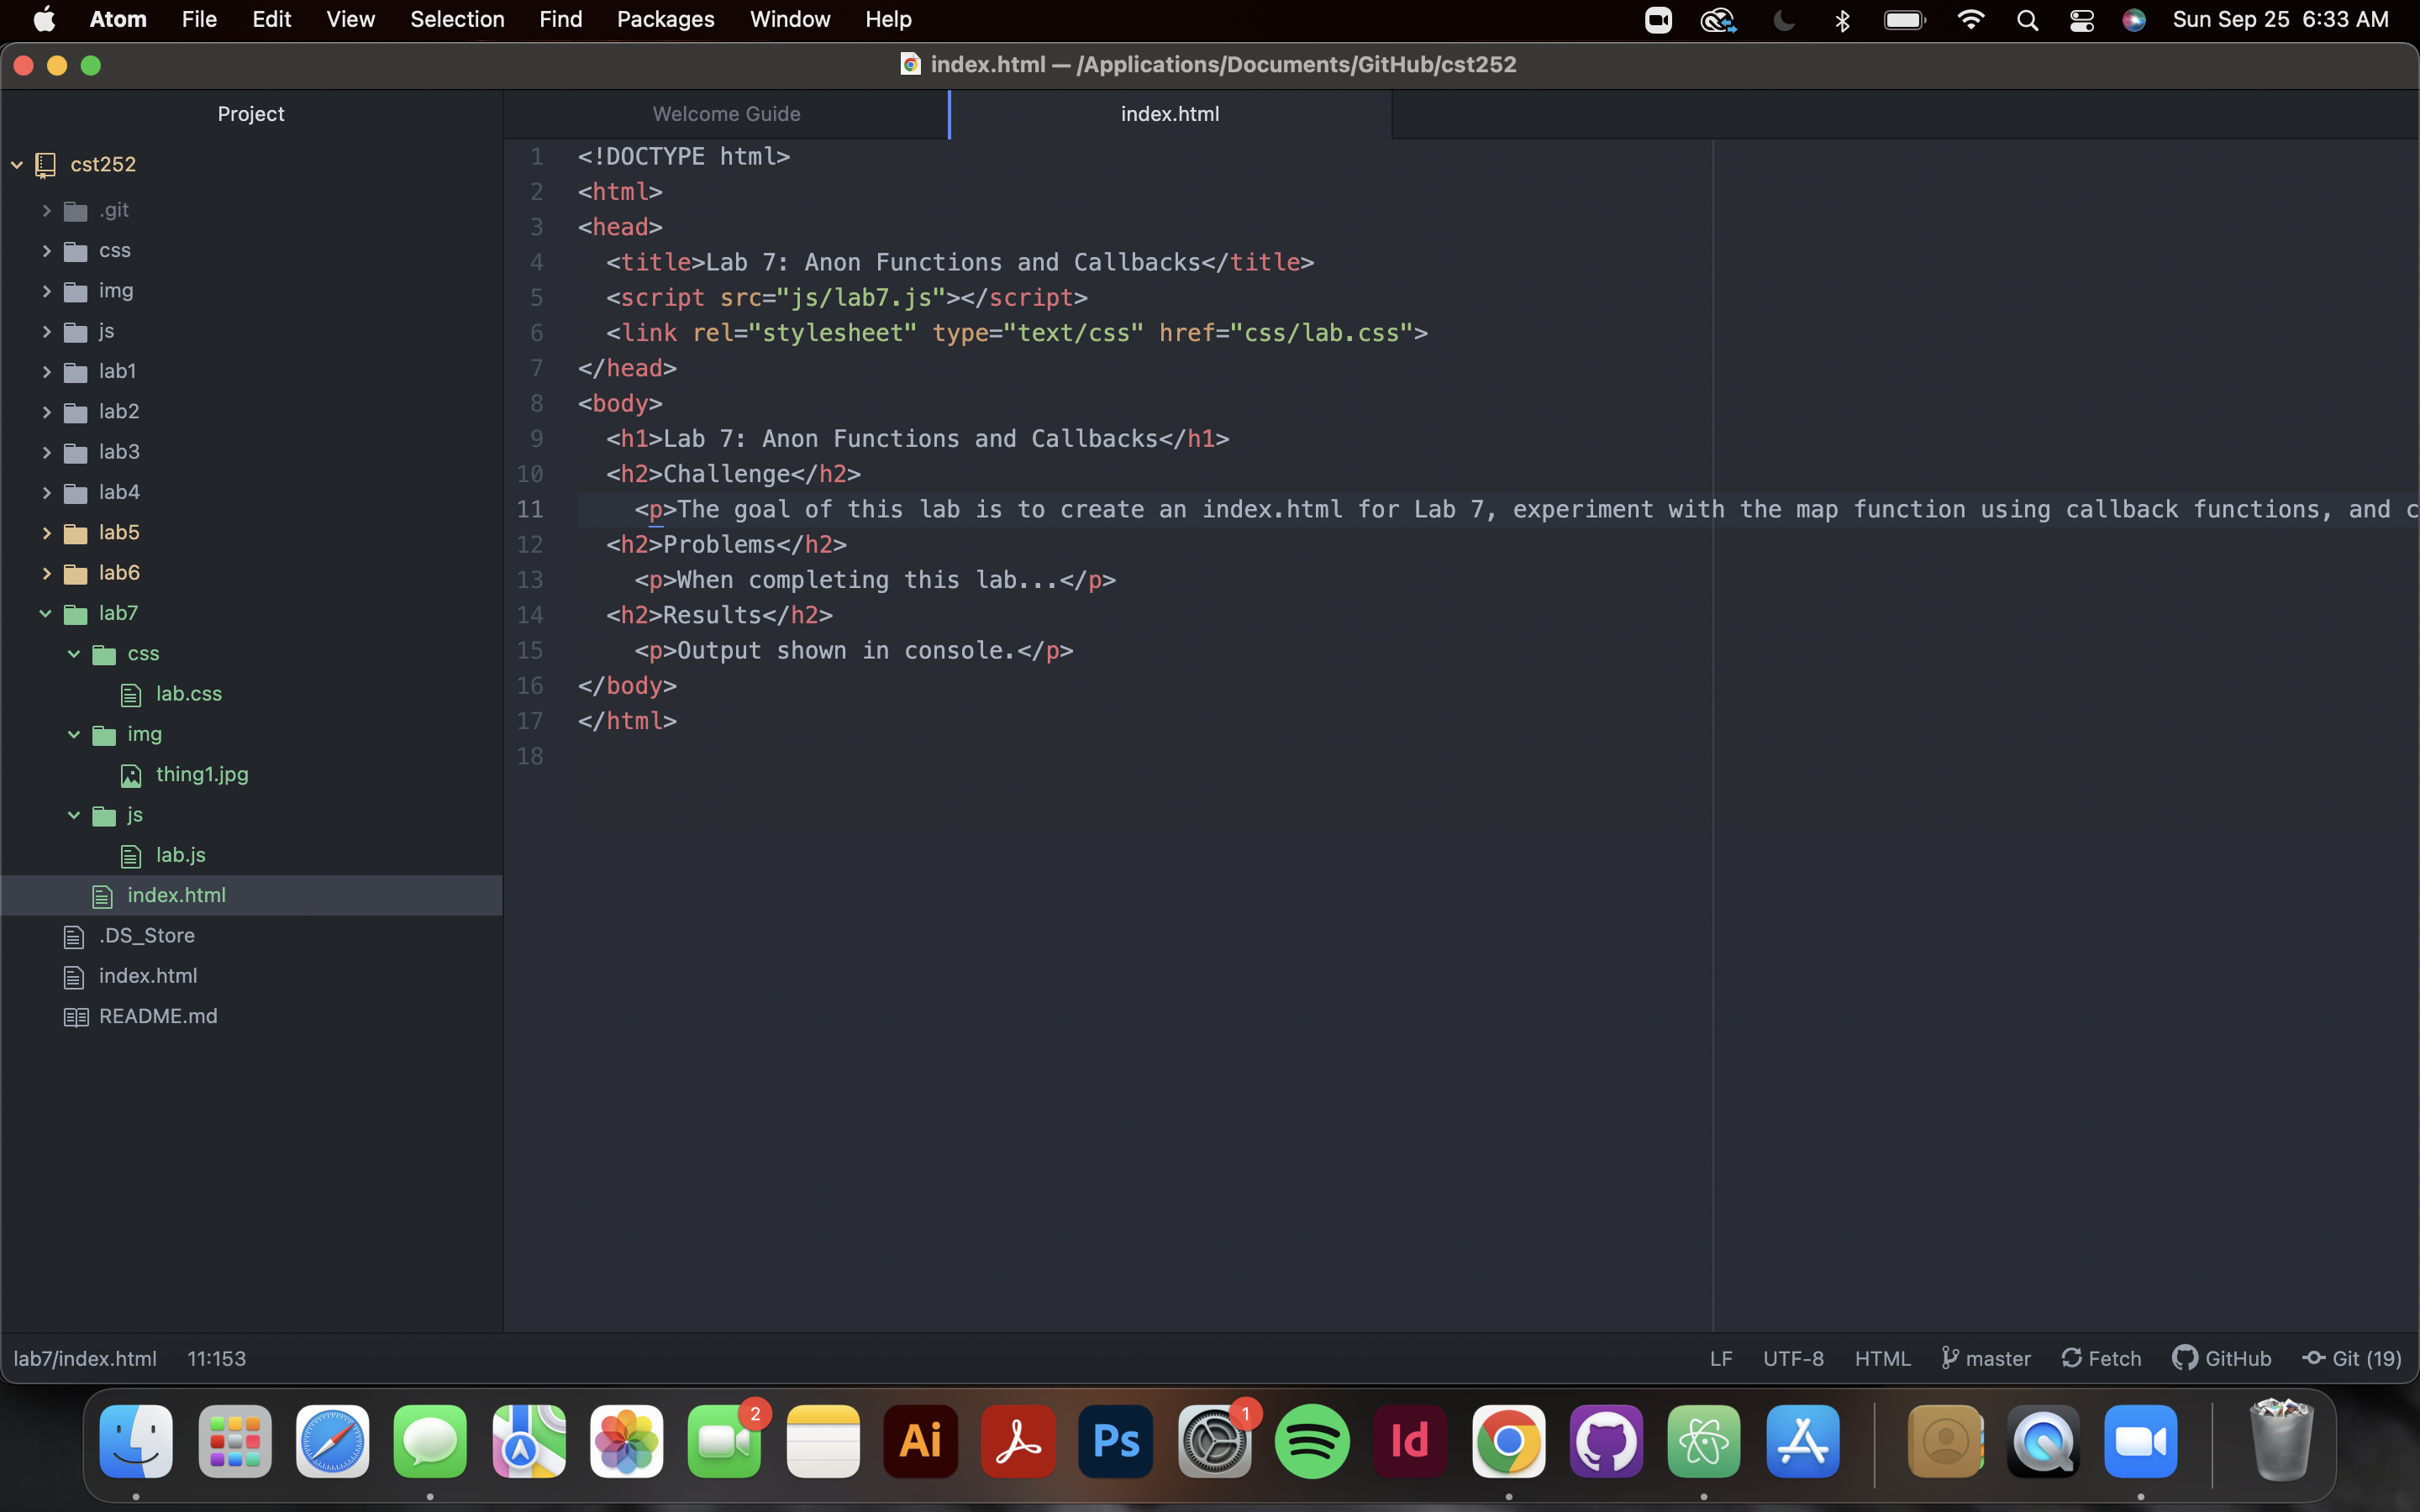 Atom File Edit View Selection Find Packages Window Help Sun Sep 25 6:33 AM
index.html — /Applications/Documents/GitHub/cst252
Project
Welcome Guide index.html
cst252
.git
css
img
js
lab1
lab2
lab3
lab4
lab5
lab6
lab7
css
lab.css
img
thing1.jpg
js
lab.js
index.html
.DS_Store
index.html
README.md
1 <!DOCTYPE html>
2 <html>
3 <head>
4 <title>Lab 7: Anon Functions and Callbacks</title>
5 <script src="js/lab7.js"></script>
6 <link rel="stylesheet" type="text/css" href="css/lab.css">
7 </head>
8 <body>
9 <h1>Lab 7: Anon Functions and Callbacks</h1>
10 <h2>Challenge</h2>
11 <p>The goal of this lab is to create an index.html for Lab 7, experiment with the map function using callback functions, and c
12 <h2>Problems</h2>
13 <p>When completing this lab...</p>
14 <h2>Results</h2>
15 <p>Output shown in console.</p>
16 </body>
17 </html>
18
lab7/index.html 11:153 LF UTF-8 HTML master Fetch GitHub Git (19)
2 Ai Ps 1 Id